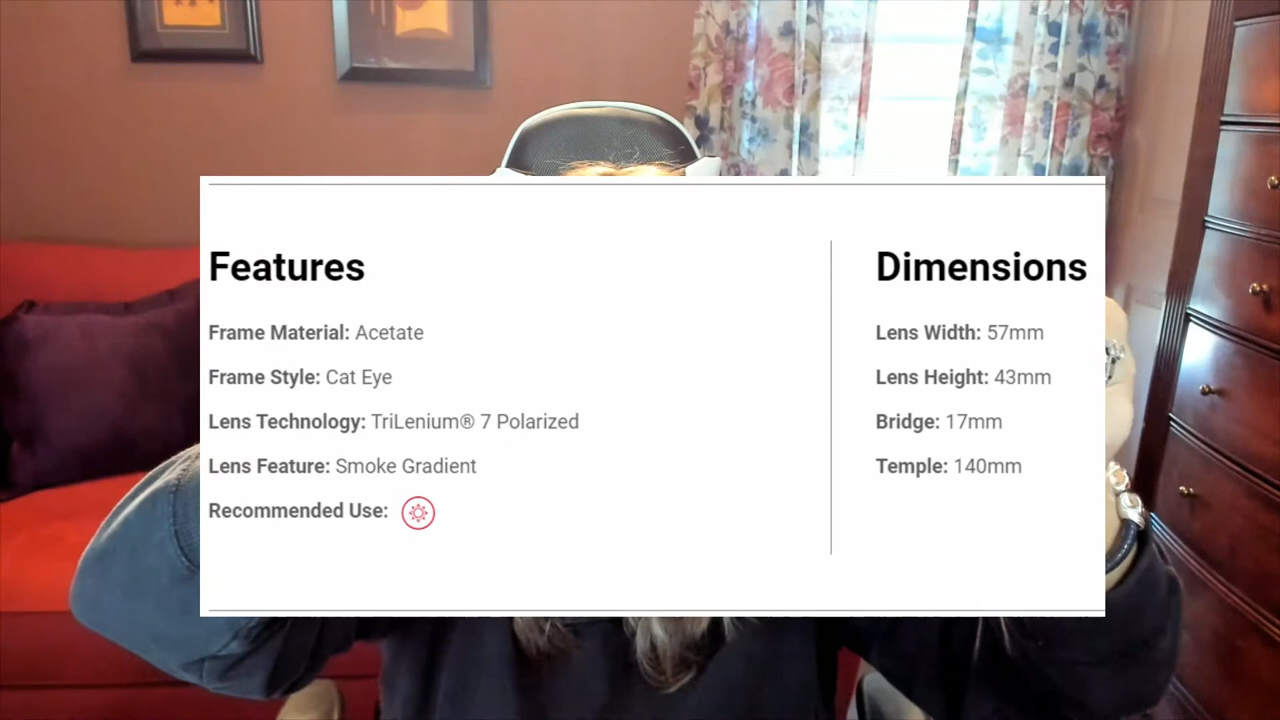 Features
Frame Material: Acetate
Frame Style: Cat Eye
Lens Technology: TriLenium® 7 Polarized
Lens Feature: Smoke Gradient
Recommended Use:
Dimensions
Lens Width: 57mm
Lens Height: 43mm
Bridge: 17mm
Temple: 140mm